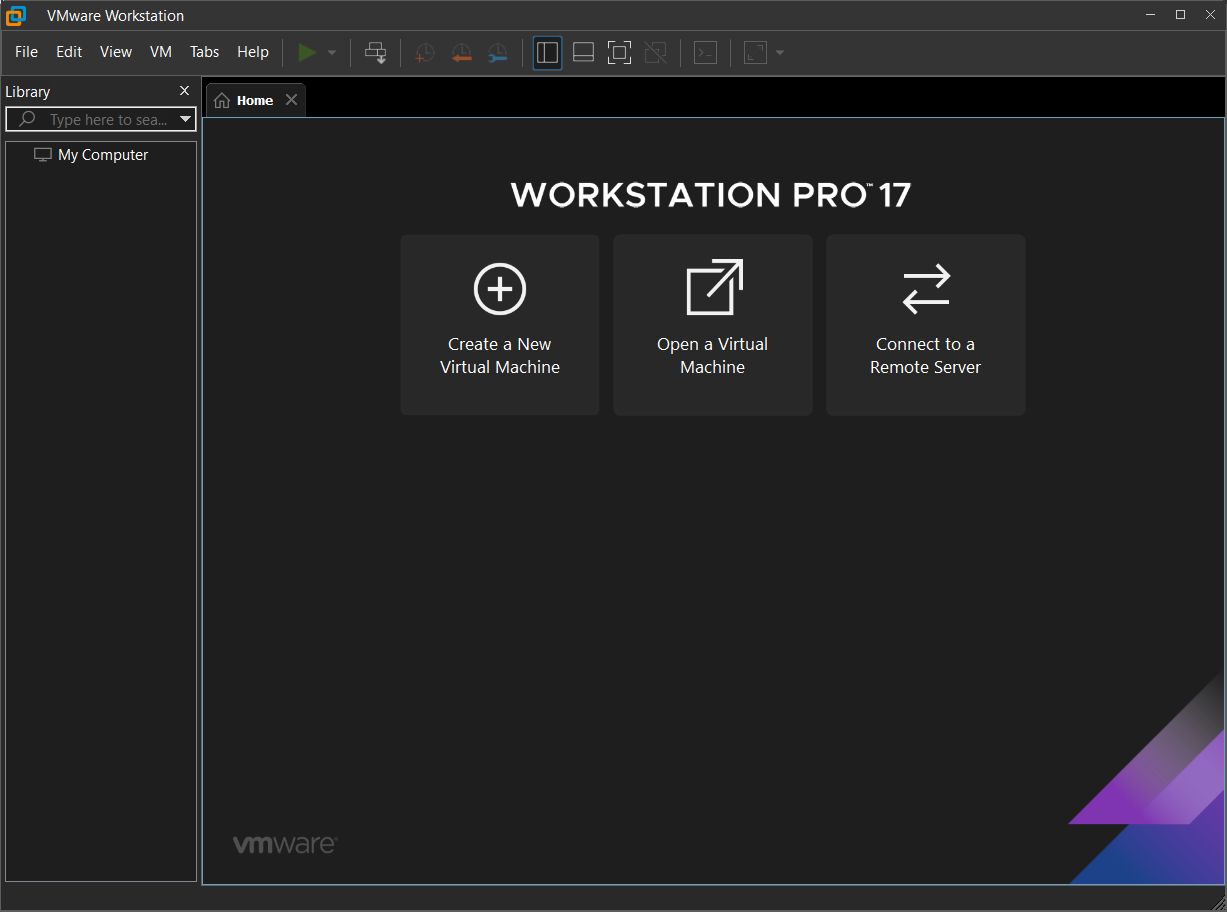 VMware Workstation
File Edit View VM Tabs Help
Library
Type here to sea...
My Computer
Home
WORKSTATION PRO™ 17
Create a New
Virtual Machine
Open a Virtual
Machine
Connect to a
Remote Server
vmware®